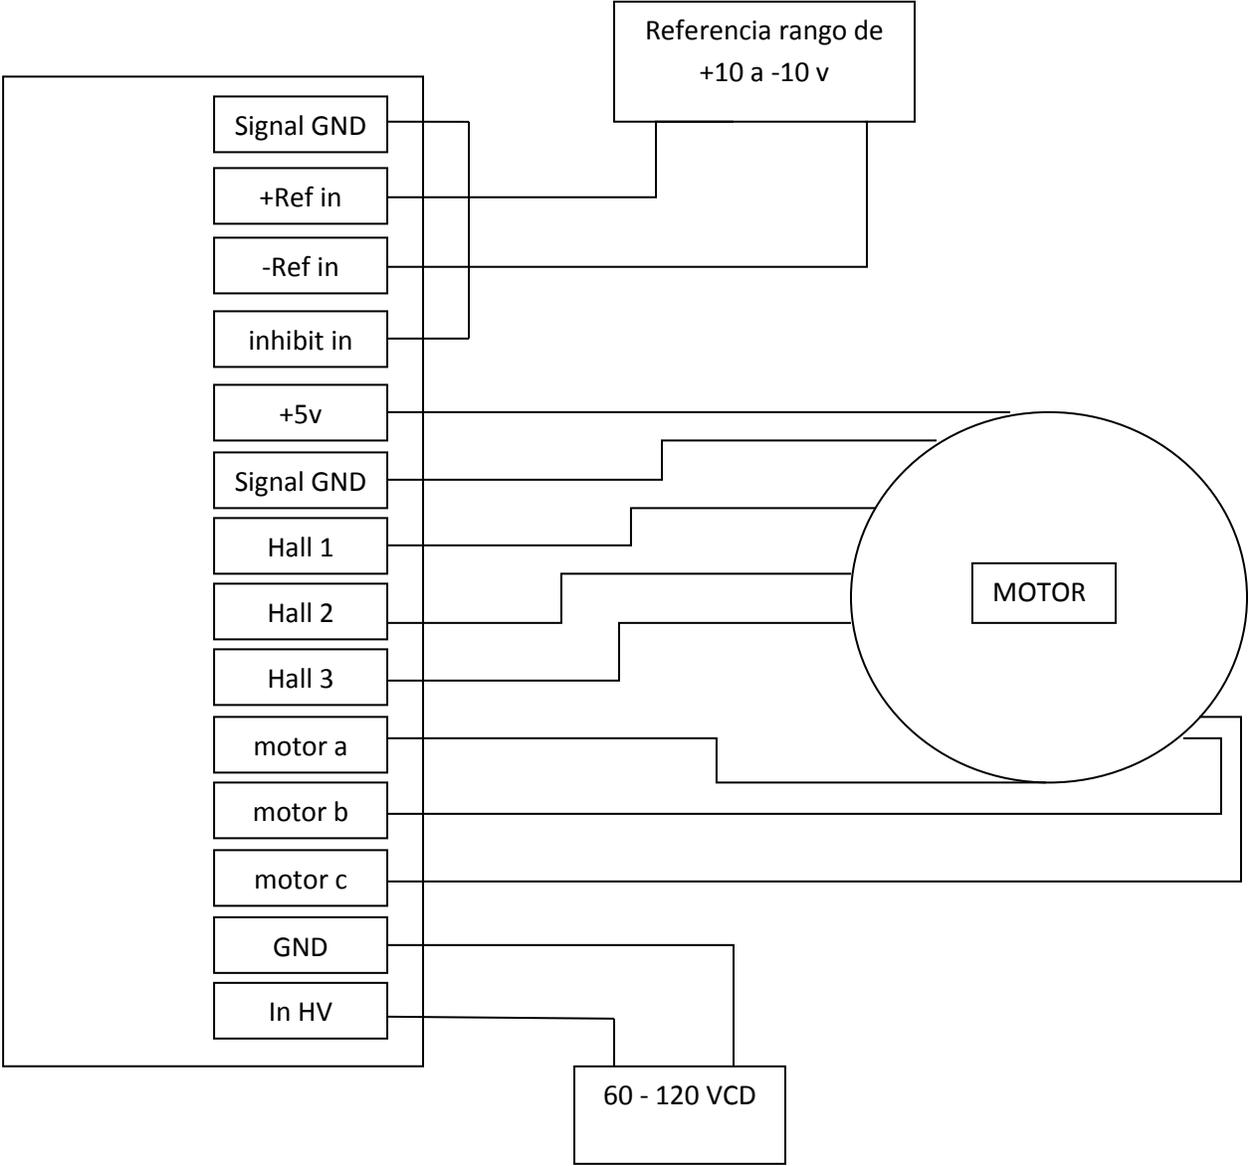 Referencia rango de
+10 a -10 v
Signal GND
+Ref in
-Ref in
inhibit in
+5v
Signal GND
Hall 1
Hall 2
Hall 3
motor a
motor b
motor c
GND
In HV
MOTOR
60 - 120 VCD